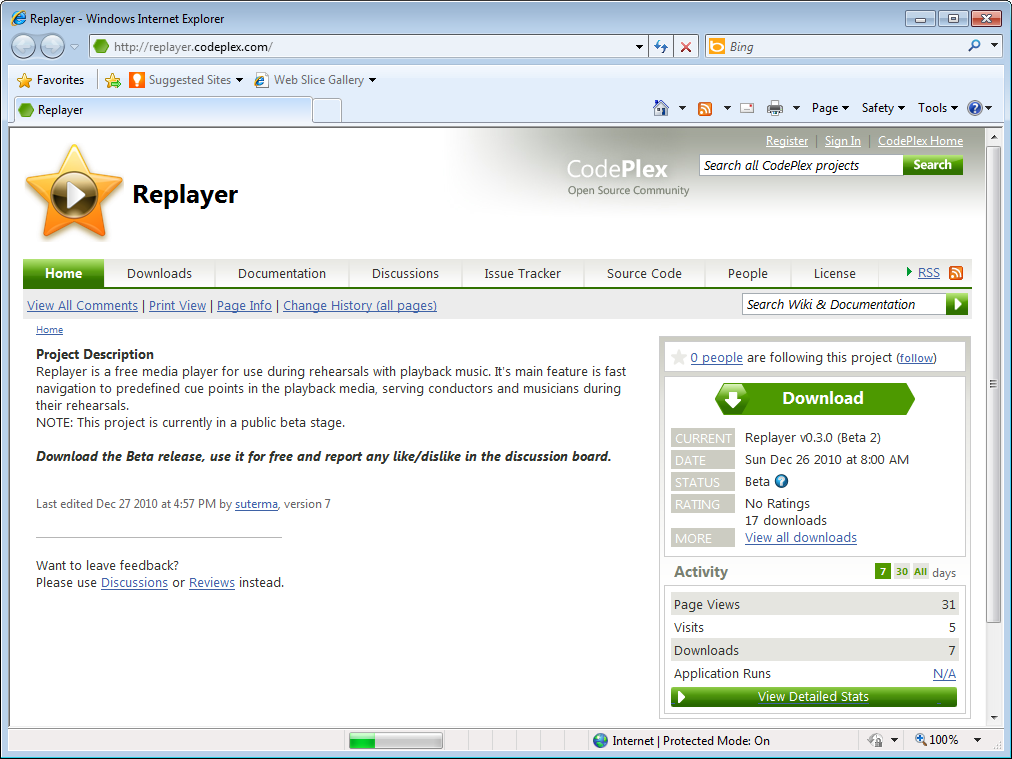 Replayer - Windows Internet Explorer
http://replayer.codeplex.com/
Bing
Favorites
Suggested Sites
Web Slice Gallery
Replayer
Page
Safety
Tools
Register | Sign In | CodePlex Home
CodePlex
Open Source Community
Search all CodePlex projects
Search
Replayer
Home
Downloads
Documentation
Discussions
Issue Tracker
Source Code
People
License
RSS
View All Comments | Print View | Page Info | Change History (all pages)
Search Wiki & Documentation
Home
Project Description
Replayer is a free media player for use during rehearsals with playback music. It's main feature is fast
navigation to predefined cue points in the playback media, serving conductors and musicians during
their rehearsals.
NOTE: This project is currently in a public beta stage.
Download the Beta release, use it for free and report any like/dislike in the discussion board.
Last edited Dec 27 2010 at 4:57 PM by suterma, version 7
Want to leave feedback?
Please use Discussions or Reviews instead.
0 people are following this project (follow)
Download
CURRENT Replayer v0.3.0 (Beta 2)
DATE Sun Dec 26 2010 at 8:00 AM
STATUS Beta ?
RATING No Ratings
17 downloads
MORE View all downloads
Activity 7 30 All days
Page Views 31
Visits 5
Downloads 7
Application Runs N/A
View Detailed Stats
Internet | Protected Mode: On
100%